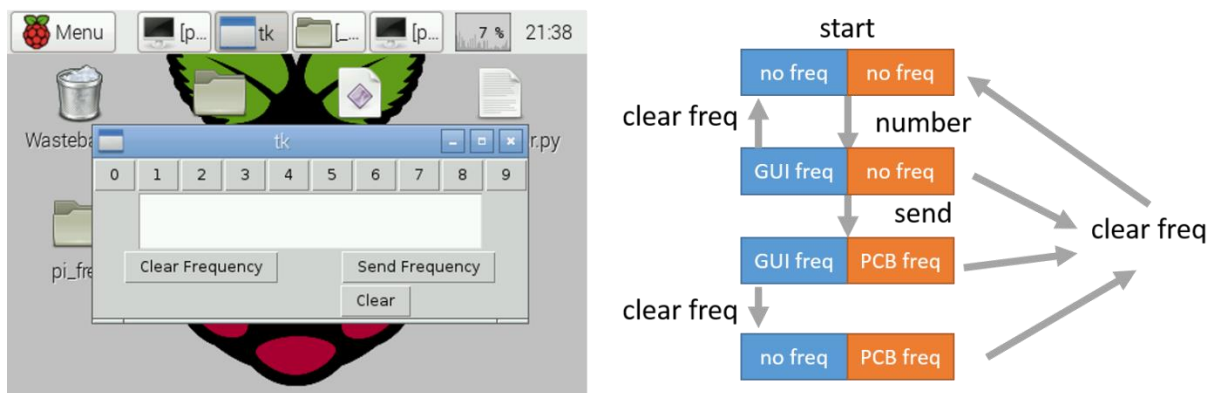 Menu [p... tk [_... [p... 7 % 21:38
Wasteba r.py
tk
0 1 2 3 4 5 6 7 8 9
pi_fre
Clear Frequency Send Frequency
Clear
start
no freq no freq
clear freq number
GUI freq no freq
send
clear freq
GUI freq PCB freq
clear freq
no freq PCB freq